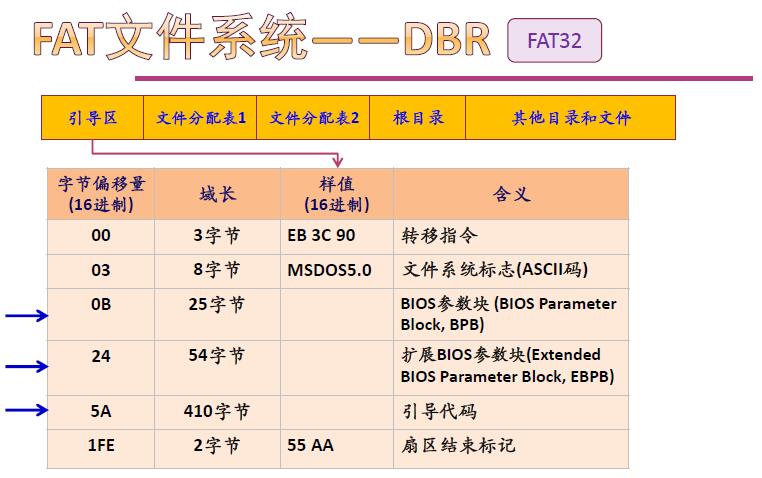 FAT文件系统——DBR
FAT32
引导区 文件分配表1 文件分配表2 根目录 其他目录和文件
字节偏移量 域长 样值 含义
(16进制) (16进制)
00 3字节 EB 3C 90 转移指令
03 8字节 MSDOS5.0 文件系统标志(ASCII码)
0B 25字节 BIOS参数块 (BIOS Parameter
Block, BPB)
24 54字节 扩展BIOS参数块(Extended
BIOS Parameter Block, EBPB)
5A 410字节 引导代码
1FE 2字节 55 AA 扇区结束标记